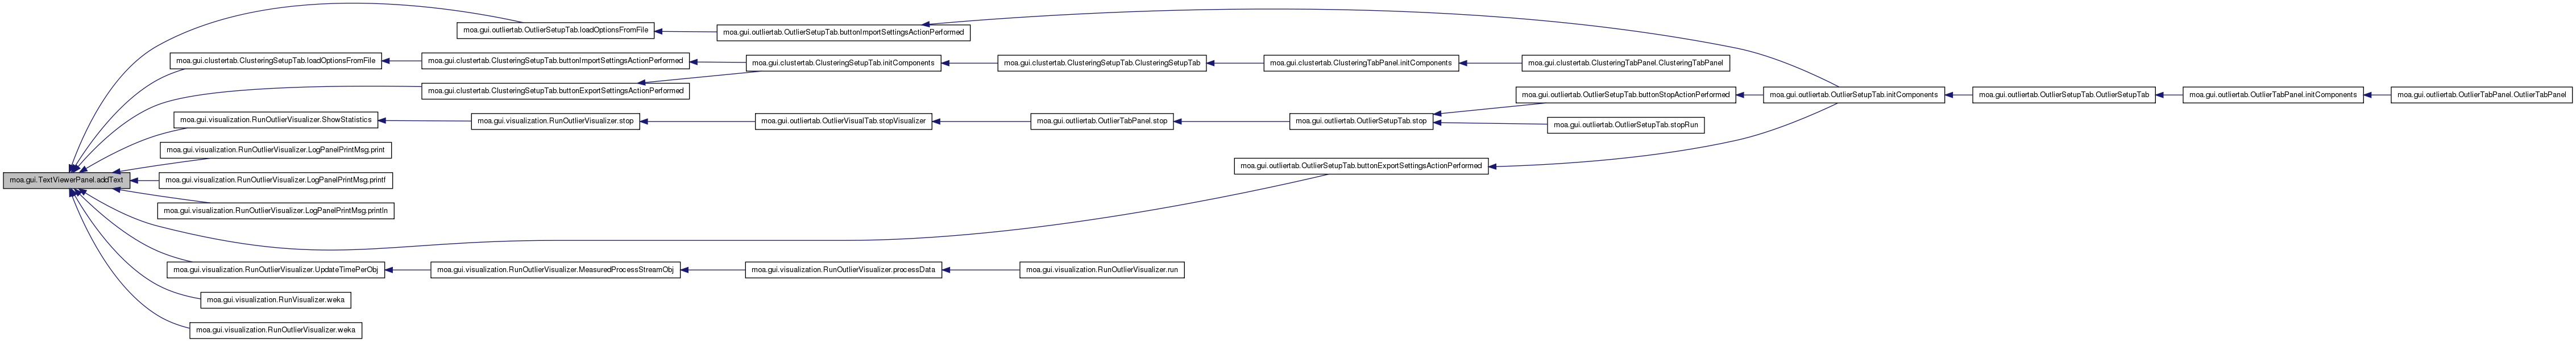 moa.gui.outliertab.OutlierSetupTab.loadOptionsFromFile
moa.gui.outliertab.OutlierSetupTab.buttonImportSettingsActionPerformed
moa.gui.clustertab.ClusteringSetupTab.loadOptionsFromFile
moa.gui.clustertab.ClusteringSetupTab.buttonImportSettingsActionPerformed
moa.gui.clustertab.ClusteringSetupTab.initComponents
moa.gui.clustertab.ClusteringSetupTab.ClusteringSetupTab
moa.gui.clustertab.ClusteringTabPanel.initComponents
moa.gui.clustertab.ClusteringTabPanel.ClusteringTabPanel
moa.gui.clustertab.ClusteringSetupTab.buttonExportSettingsActionPerformed
moa.gui.outliertab.OutlierSetupTab.buttonStopActionPerformed
moa.gui.outliertab.OutlierSetupTab.initComponents
moa.gui.outliertab.OutlierSetupTab.OutlierSetupTab
moa.gui.outliertab.OutlierTabPanel.initComponents
moa.gui.outliertab.OutlierTabPanel.OutlierTabPanel
moa.gui.visualization.RunOutlierVisualizer.ShowStatistics
moa.gui.visualization.RunOutlierVisualizer.stop
moa.gui.outliertab.OutlierVisualTab.stopVisualizer
moa.gui.outliertab.OutlierTabPanel.stop
moa.gui.outliertab.OutlierSetupTab.stop
moa.gui.outliertab.OutlierSetupTab.stopRun
moa.gui.visualization.RunOutlierVisualizer.LogPanelPrintMsg.print
moa.gui.outliertab.OutlierSetupTab.buttonExportSettingsActionPerformed
moa.gui.TextViewerPanel.addText
moa.gui.visualization.RunOutlierVisualizer.LogPanelPrintMsg.printf
moa.gui.visualization.RunOutlierVisualizer.LogPanelPrintMsg.println
moa.gui.visualization.RunOutlierVisualizer.UpdateTimePerObj
moa.gui.visualization.RunOutlierVisualizer.MeasuredProcessStreamObj
moa.gui.visualization.RunOutlierVisualizer.processData
moa.gui.visualization.RunOutlierVisualizer.run
moa.gui.visualization.RunVisualizer.weka
moa.gui.visualization.RunOutlierVisualizer.weka